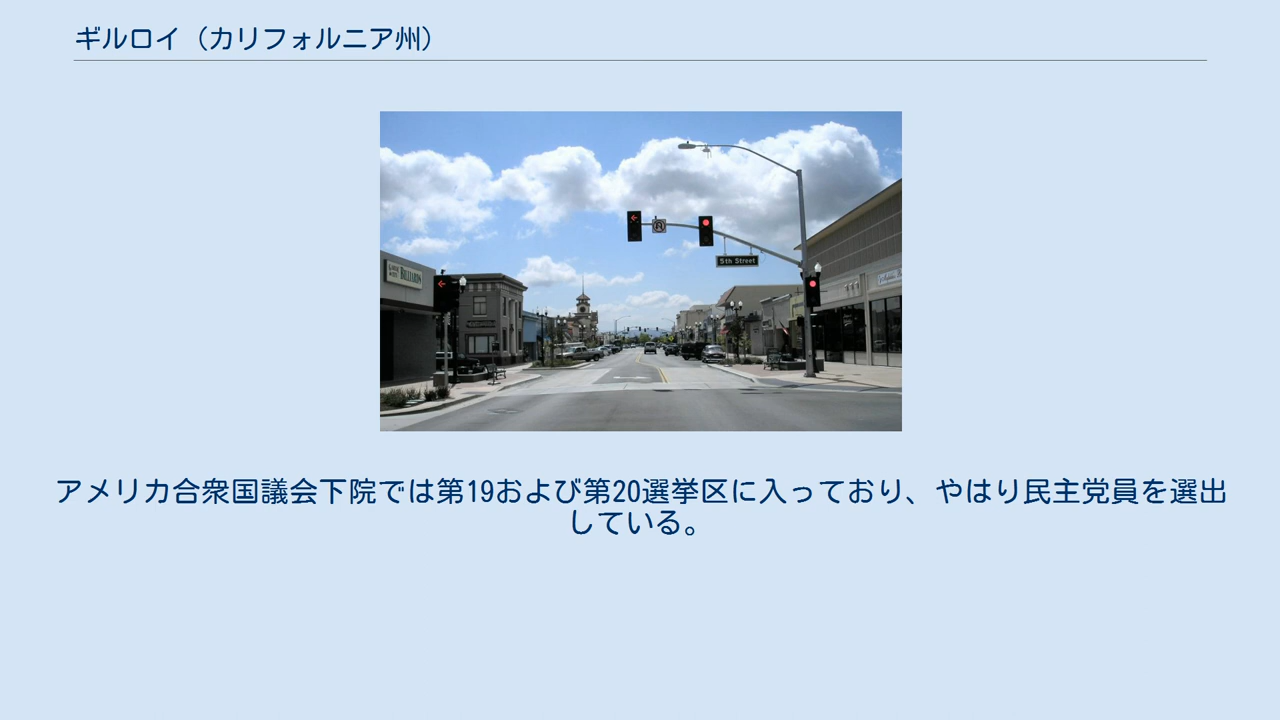 ギルロイ（カリフォルニア州）
BILLIARDS
5th Street
アメリカ合衆国議会下院では第19および第20選挙区に入っており、やはり民主党員を選出
している。